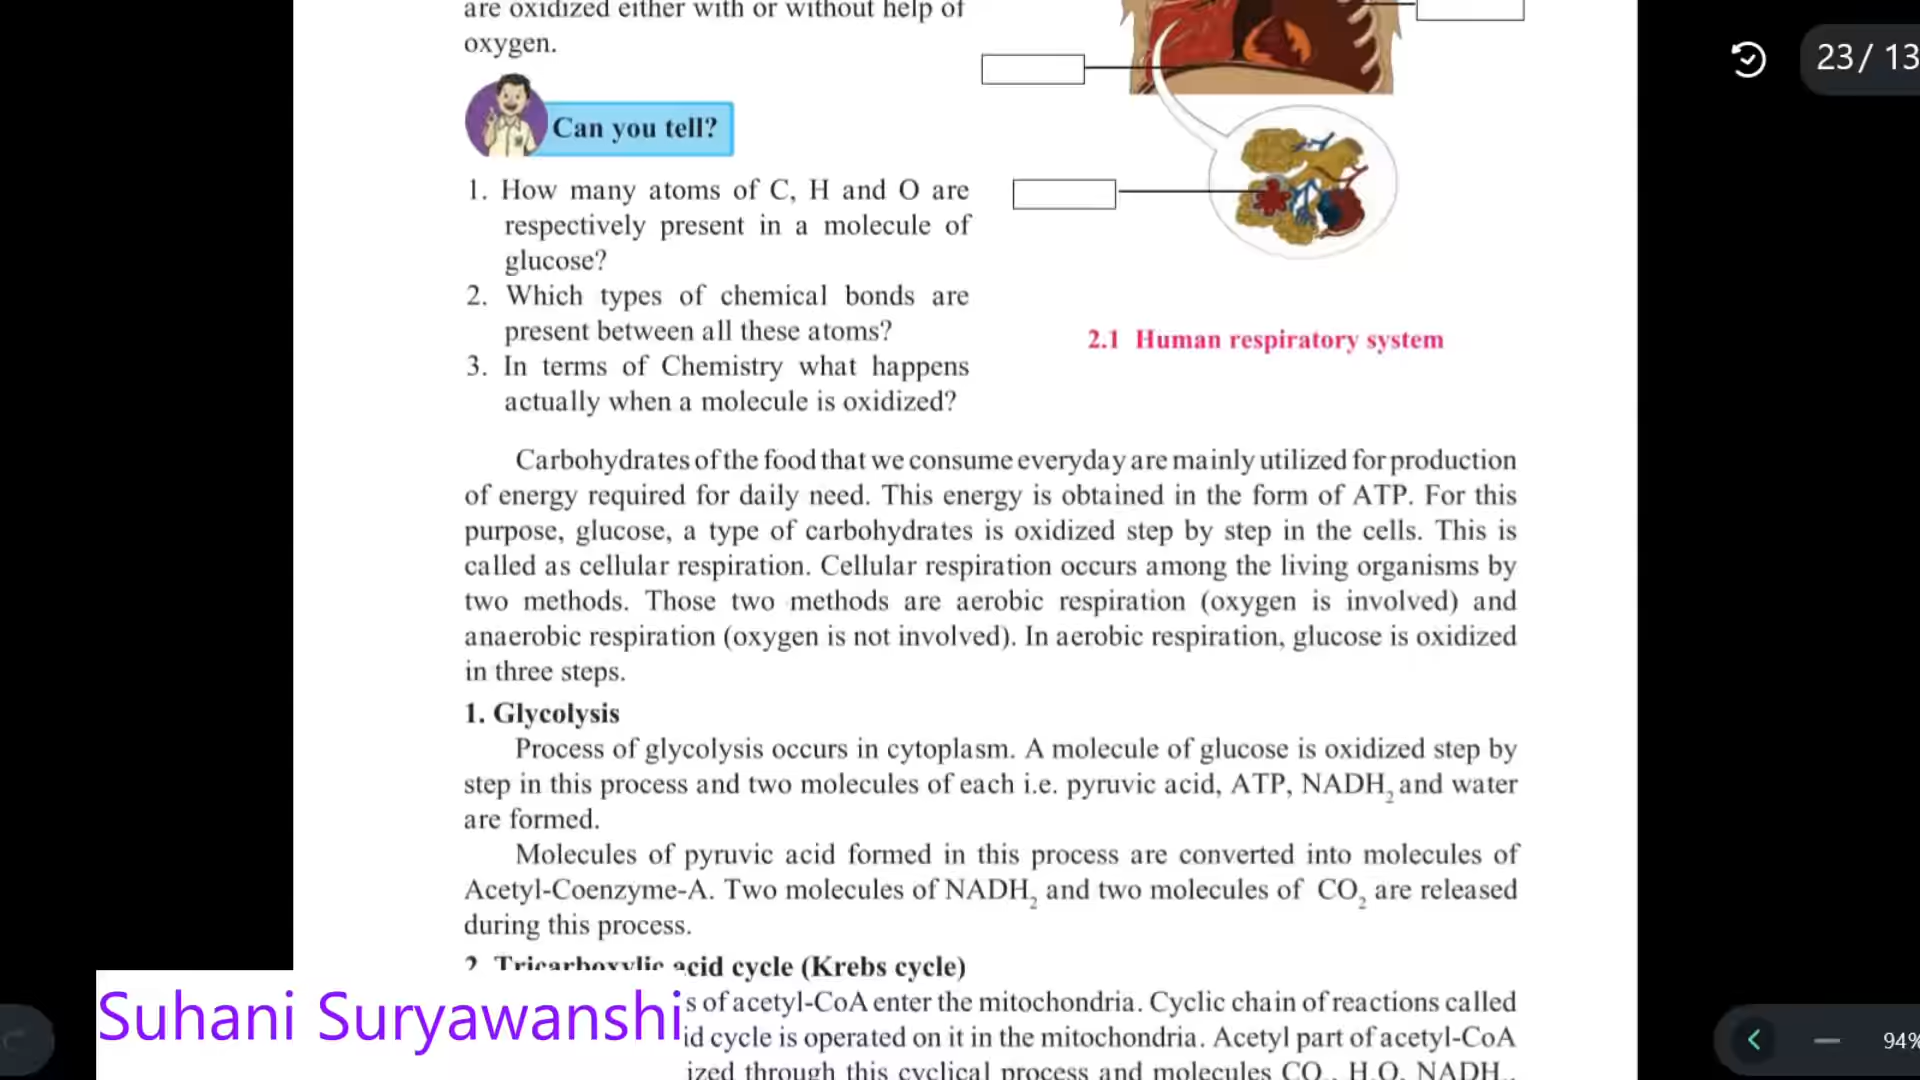 are oxidized either with or without help of
oxygen.
Can you tell?
1. How many atoms of C, H and O are
respectively present in a molecule of
glucose?
2. Which types of chemical bonds are
present between all these atoms?
3. In terms of Chemistry what happens
actually when a molecule is oxidized?
2.1 Human respiratory system
23/ 13
Carbohydrates of the food that we consume everyday are mainly utilized for production
of energy required for daily need. This energy is obtained in the form of ATP. For this
purpose, glucose, a type of carbohydrates is oxidized step by step in the cells. This is
called as cellular respiration. Cellular respiration occurs among the living organisms by
two methods. Those two methods are aerobic respiration (oxygen is involved) and
anaerobic respiration (oxygen is not involved). In aerobic respiration, glucose is oxidized
in three steps.
1. Glycolysis
Process of glycolysis occurs in cytoplasm. A molecule of glucose is oxidized step by
step in this process and two molecules of each i.e. pyruvic acid, ATP, NADH₂ and water
are formed.
Molecules of pyruvic acid formed in this process are converted into molecules of
Acetyl-Coenzyme-A. Two molecules of NADH₂ and two molecules of CO₂ are released
during this process.
2. Tricarboxylic acid cycle (Krebs cycle)
s of acetyl-CoA enter the mitochondria. Cyclic chain of reactions called
id cycle is operated on it in the mitochondria. Acetyl part of acetyl-CoA
ized through this cyclical process and molecules CO₂, H₂O, NADH₂,
Suhani Suryawanshi
94%